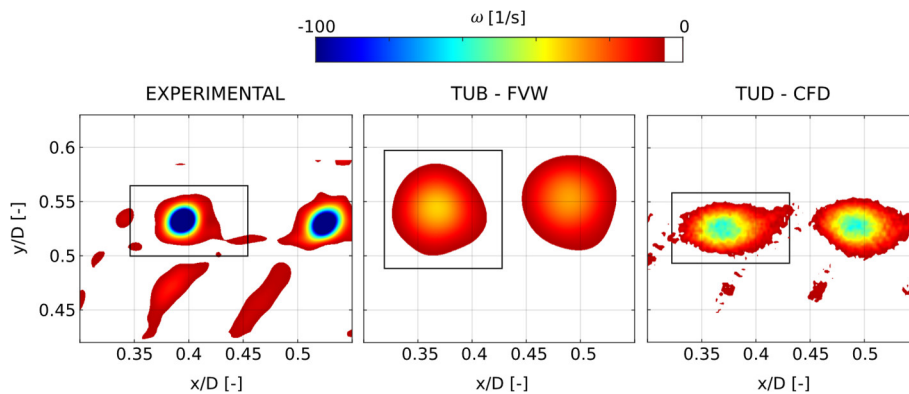 ω [1/s]
-100 0
EXPERIMENTAL TUB - FVW TUD - CFD
y/D [-]
0.6
0.55
0.5
0.45
0.35 0.4 0.45 0.5 0.35 0.4 0.45 0.5 0.35 0.4 0.45 0.5
x/D [-] x/D [-] x/D [-]